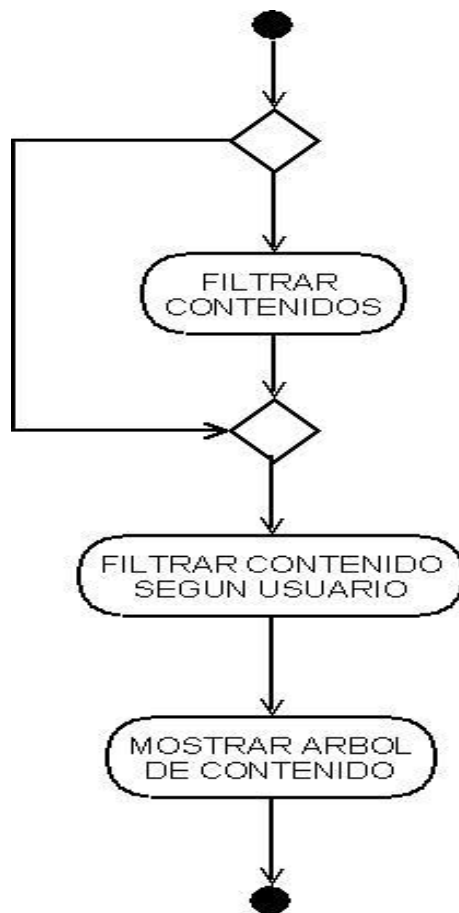 FILTRAR
CONTENIDOS
FILTRAR CONTENIDO
SEGUN USUARIO
MOSTRAR ARBOL
DE CONTENIDO